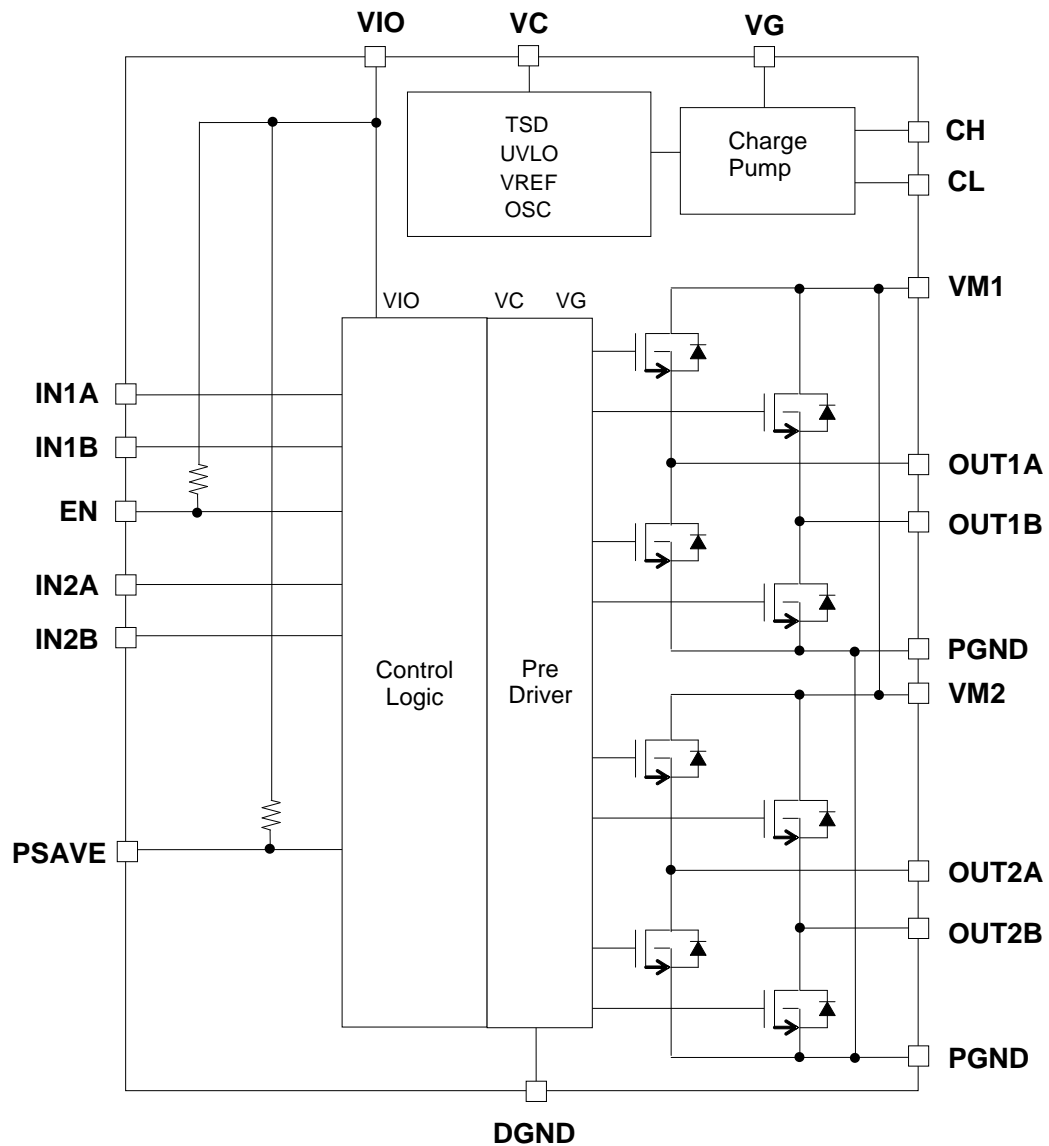 VIO
VC
VG
TSD
UVLO
VREF
OSC
Charge
Pump
CH
CL
VM1
VIO
VC
VG
IN1A
IN1B
EN
IN2A
IN2B
OUT1A
OUT1B
Control
Logic
Pre
Driver
PGND
VM2
PSAVE
OUT2A
OUT2B
PGND
DGND